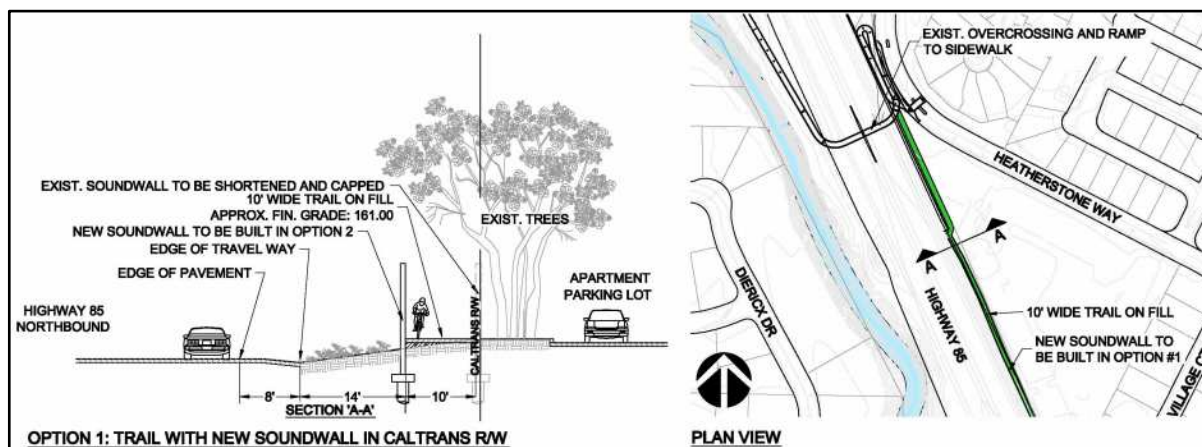 EXIST. SOUNDWALL TO BE SHORTENED AND CAPPED
10' WIDE TRAIL ON FILL
APPROX. FIN. GRADE: 161.00
NEW SOUNDWALL TO BE BUILT IN OPTION 2
EDGE OF TRAVEL WAY
EDGE OF PAVEMENT
HIGHWAY 85
NORTHBOUND
EXIST. TREES
APARTMENT
PARKING LOT
CALTRANS R/W
8'
14'
10'
SECTION 'A-A'
OPTION 1: TRAIL WITH NEW SOUNDWALL IN CALTRANS R/W
EXIST. OVERCROSSING AND RAMP
TO SIDEWALK
HEATHERSTONE WAY
A
A
DIERICX DR
HIGHWAY 85
10' WIDE TRAIL ON FILL
NEW SOUNDWALL TO
BE BUILT IN OPTION #1
VILLAGE C
PLAN VIEW